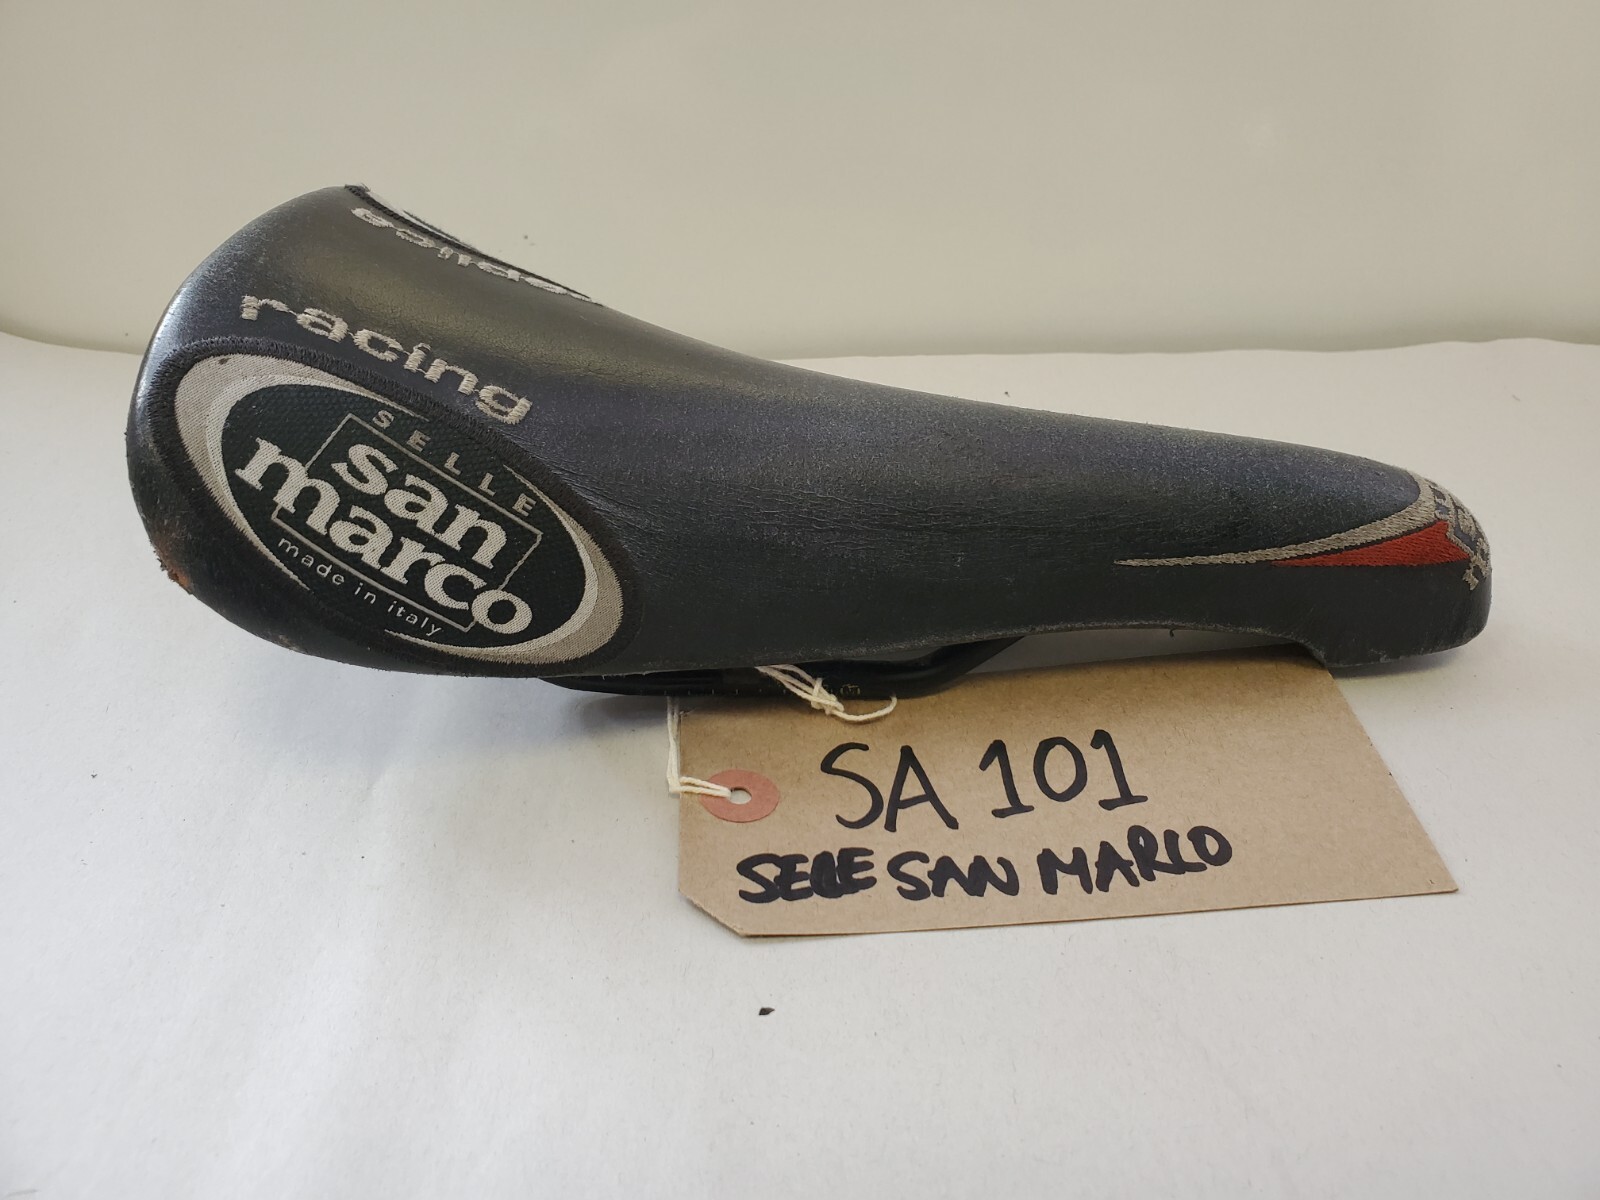 racing
SELLE
san
marco
made in italy
SA 101
SELLE SAN MARCO